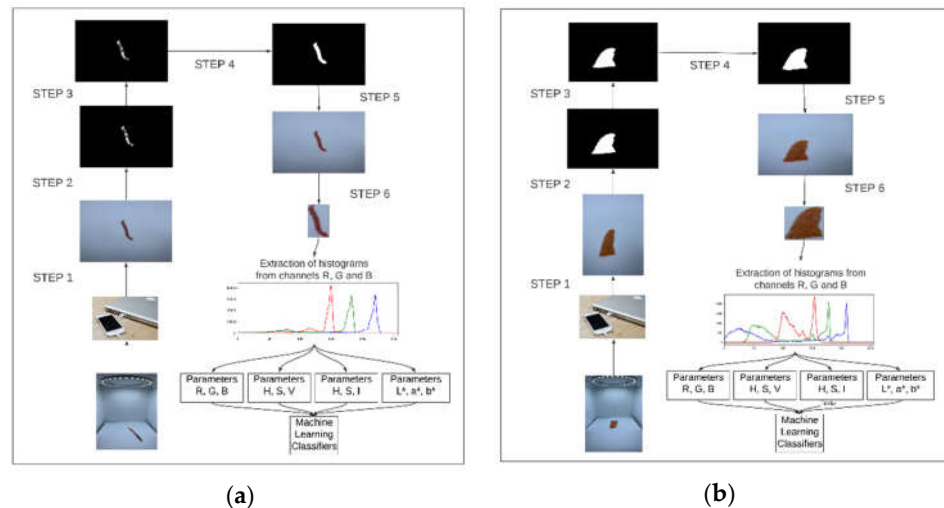 STEP 4
STEP 3
STEP 5
STEP 2
STEP 6
STEP 1
Extraction of histograms
from channels R, G and B
Parameters
R, G, B
Parameters
H, S, V
Parameters
H, S, I
Parameters
L*, a*, b*
Machine
Learning
Classifiers
(a)
STEP 4
STEP 3
STEP 5
STEP 2
STEP 6
STEP 1
Extraction of histograms from
channels R, G and B
Parameters
R, G, B
Parameters
H, S, V
Parameters
H, S, I
Parameters
L*, a*, b*
Machine
Learning
Classifiers
(b)